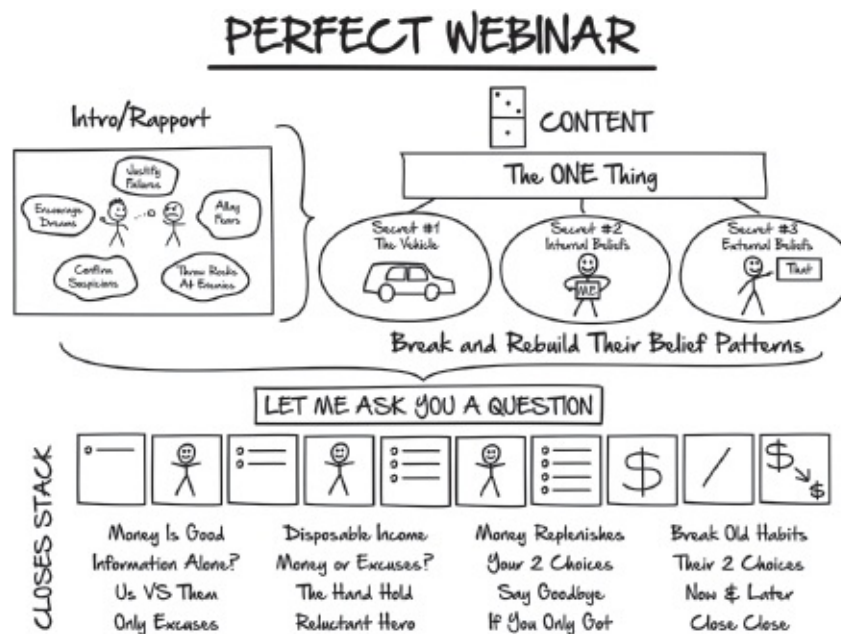 PERFECT WEBINAR
Intro/Rapport
Justify
Failures
Encourage
Dreams
Allay
Fears
Confirm
Suspicions
Throw Rocks
At Enemies
CONTENT
The ONE Thing
Secret #1
The Vehicle
Secret #2
Internal Beliefs
ME
Secret #3
External Beliefs
That
Break and Rebuild Their Belief Patterns
LET ME ASK YOU A QUESTION
CLOSES STACK
$
$ $
Money Is Good
Information Alone?
Us VS Them
Only Excuses
Disposable Income
Money or Excuses?
The Hand Hold
Reluctant Hero
Money Replenishes
Your 2 Choices
Say Goodbye
If You Only Got
Break Old Habits
Their 2 Choices
Now & Later
Close Close